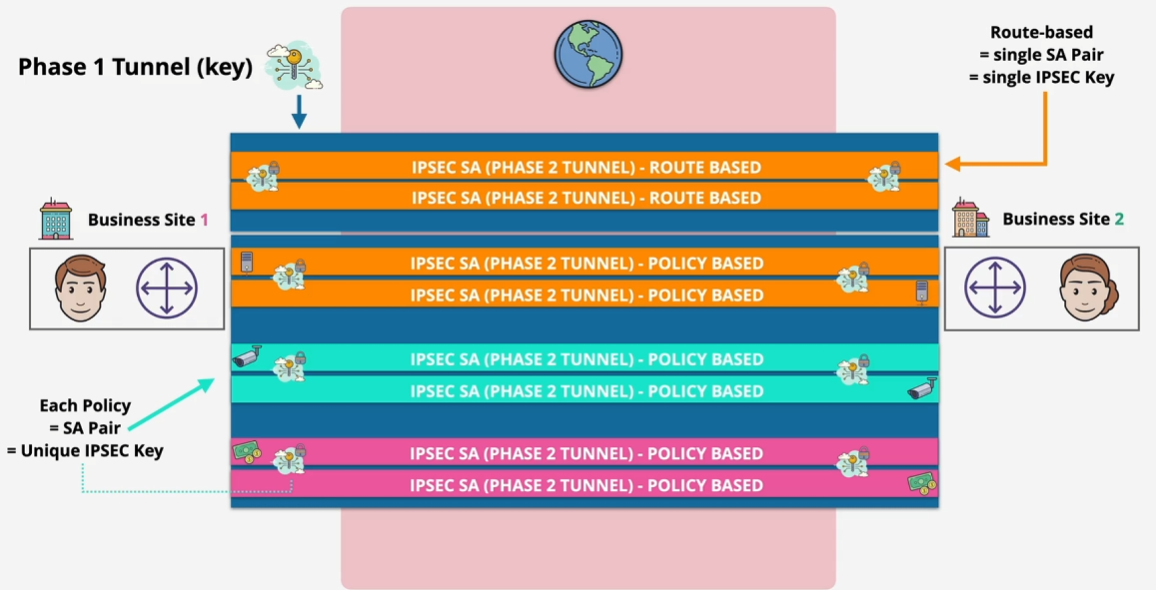 Route-based
= single SA Pair
= single IPSEC Key
Phase 1 Tunnel (key)
IPSEC SA (PHASE 2 TUNNEL) - ROUTE BASED
IPSEC SA (PHASE 2 TUNNEL) - ROUTE BASED
Business Site 1
Business Site 2
IPSEC SA (PHASE 2 TUNNEL) - POLICY BASED
IPSEC SA (PHASE 2 TUNNEL) - POLICY BASED
IPSEC SA (PHASE 2 TUNNEL) - POLICY BASED
IPSEC SA (PHASE 2 TUNNEL) - POLICY BASED
Each Policy
= SA Pair
= Unique IPSEC Key
IPSEC SA (PHASE 2 TUNNEL) - POLICY BASED
IPSEC SA (PHASE 2 TUNNEL) - POLICY BASED